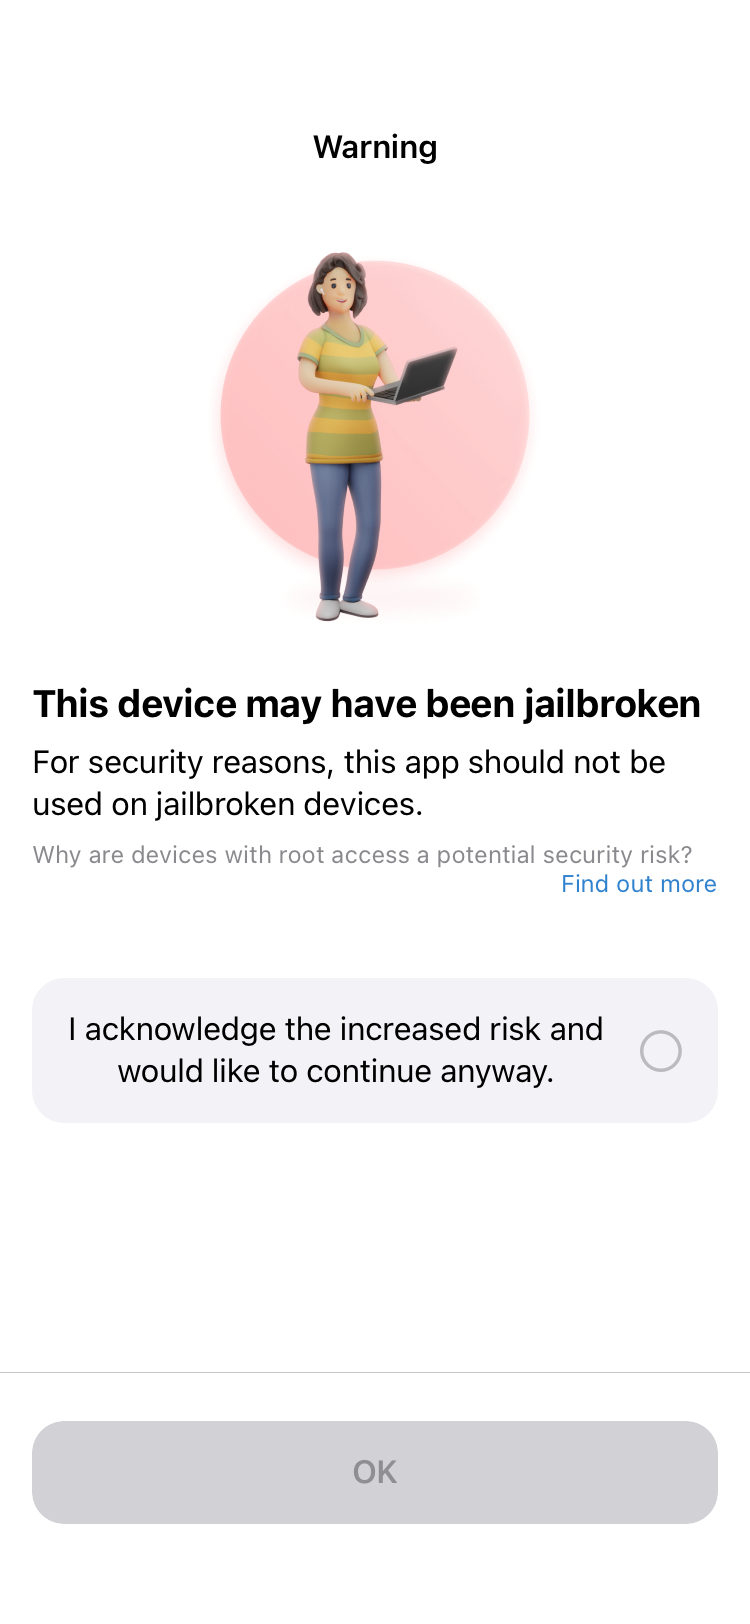 Warning
This device may have been jailbroken
For security reasons, this app should not be
used on jailbroken devices.
Why are devices with root access a potential security risk?
Find out more
I acknowledge the increased risk and
would like to continue anyway.
OK